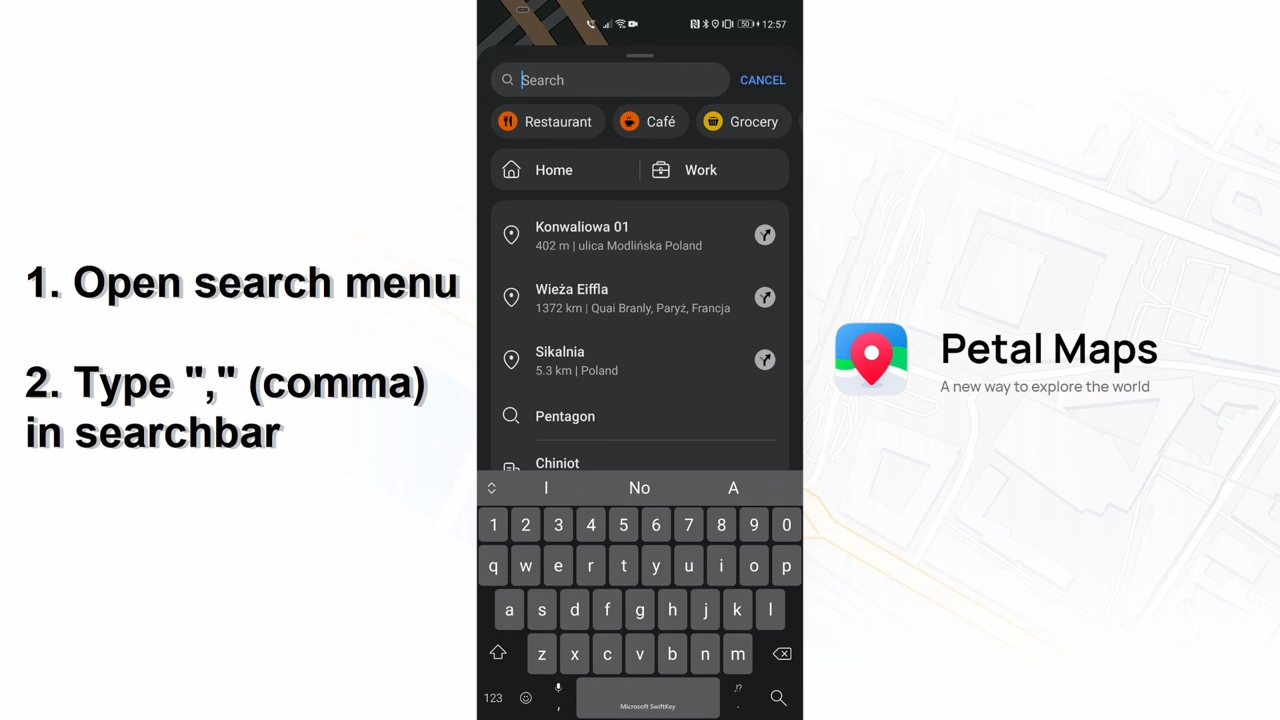 1. Open search menu
2. Type "," (comma)
in searchbar
50 12:57
Search CANCEL
Restaurant Café Grocery
Home Work
Konwaliowa 01
402 m | ulica Modlińska Poland
Wieża Eiffla
1372 km | Quai Branly, Paryż, Francja
Sikalnia
5.3 km | Poland
Pentagon
Chiniot
I No A
1 2 3 4 5 6 7 8 9 0
q w e r t y u i o p
a s d f g h j k l
z x c v b n m
123 , Microsoft SwiftKey ,!? .
Petal Maps
A new way to explore the world